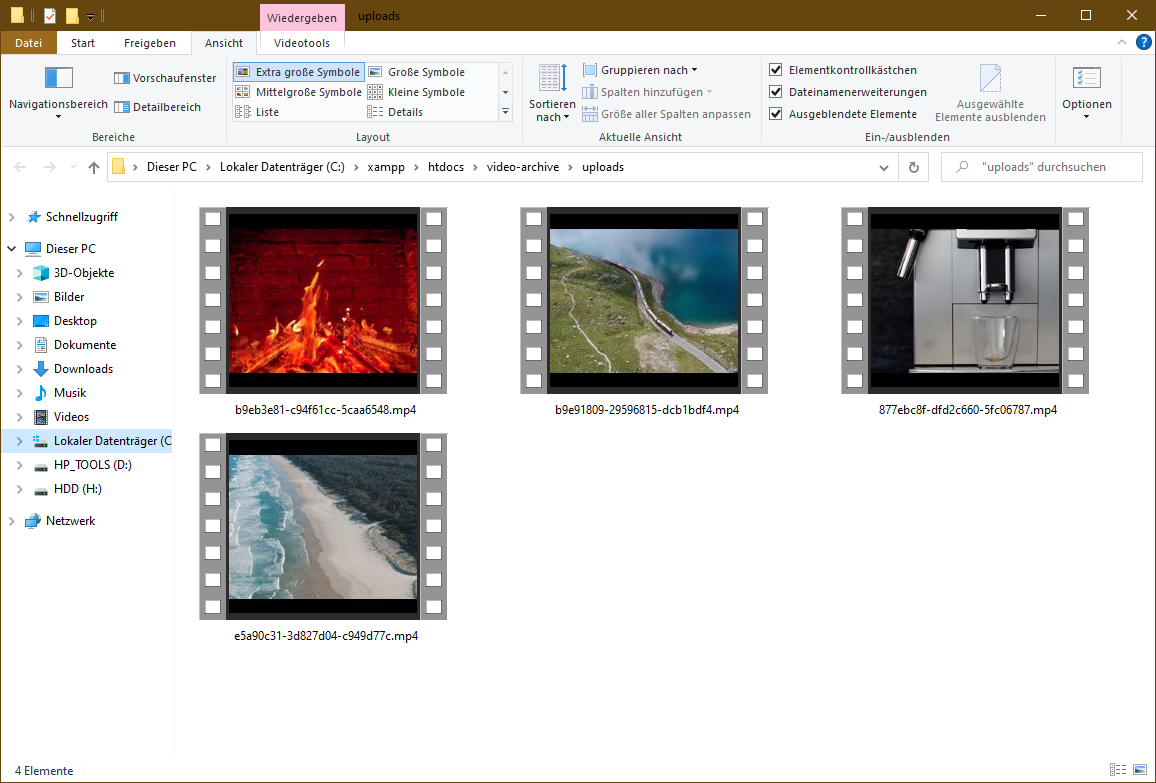 Wiedergeben uploads
Datei Start Freigeben Ansicht Videotools
Navigationsbereich
Vorschaufenster
Detailbereich
Bereiche
Extra große Symbole Große Symbole
Mittelgroße Symbole Kleine Symbole
Liste Details
Layout
Sortieren
nach
Gruppieren nach
Spalten hinzufügen
Größe aller Spalten anpassen
Aktuelle Ansicht
Elementkontrollkästchen
Dateinamenerweiterungen
Ausgeblendete Elemente
Ausgewählte
Elemente ausblenden
Ein-/ausblenden
Optionen
Dieser PC > Lokaler Datenträger (C:) > xampp > htdocs > video-archive > uploads
"uploads" durchsuchen
Schnellzugriff
Dieser PC
3D-Objekte
Bilder
Desktop
Dokumente
Downloads
Musik
Videos
Lokaler Datenträger (C
HP_TOOLS (D:)
HDD (H:)
Netzwerk
b9eb3e81-c94f61cc-5caa6548.mp4
b9e91809-29596815-dcb1bdf4.mp4
877ebc8f-dfd2c660-5fc06787.mp4
e5a90c31-3d827d04-c949d77c.mp4
4 Elemente